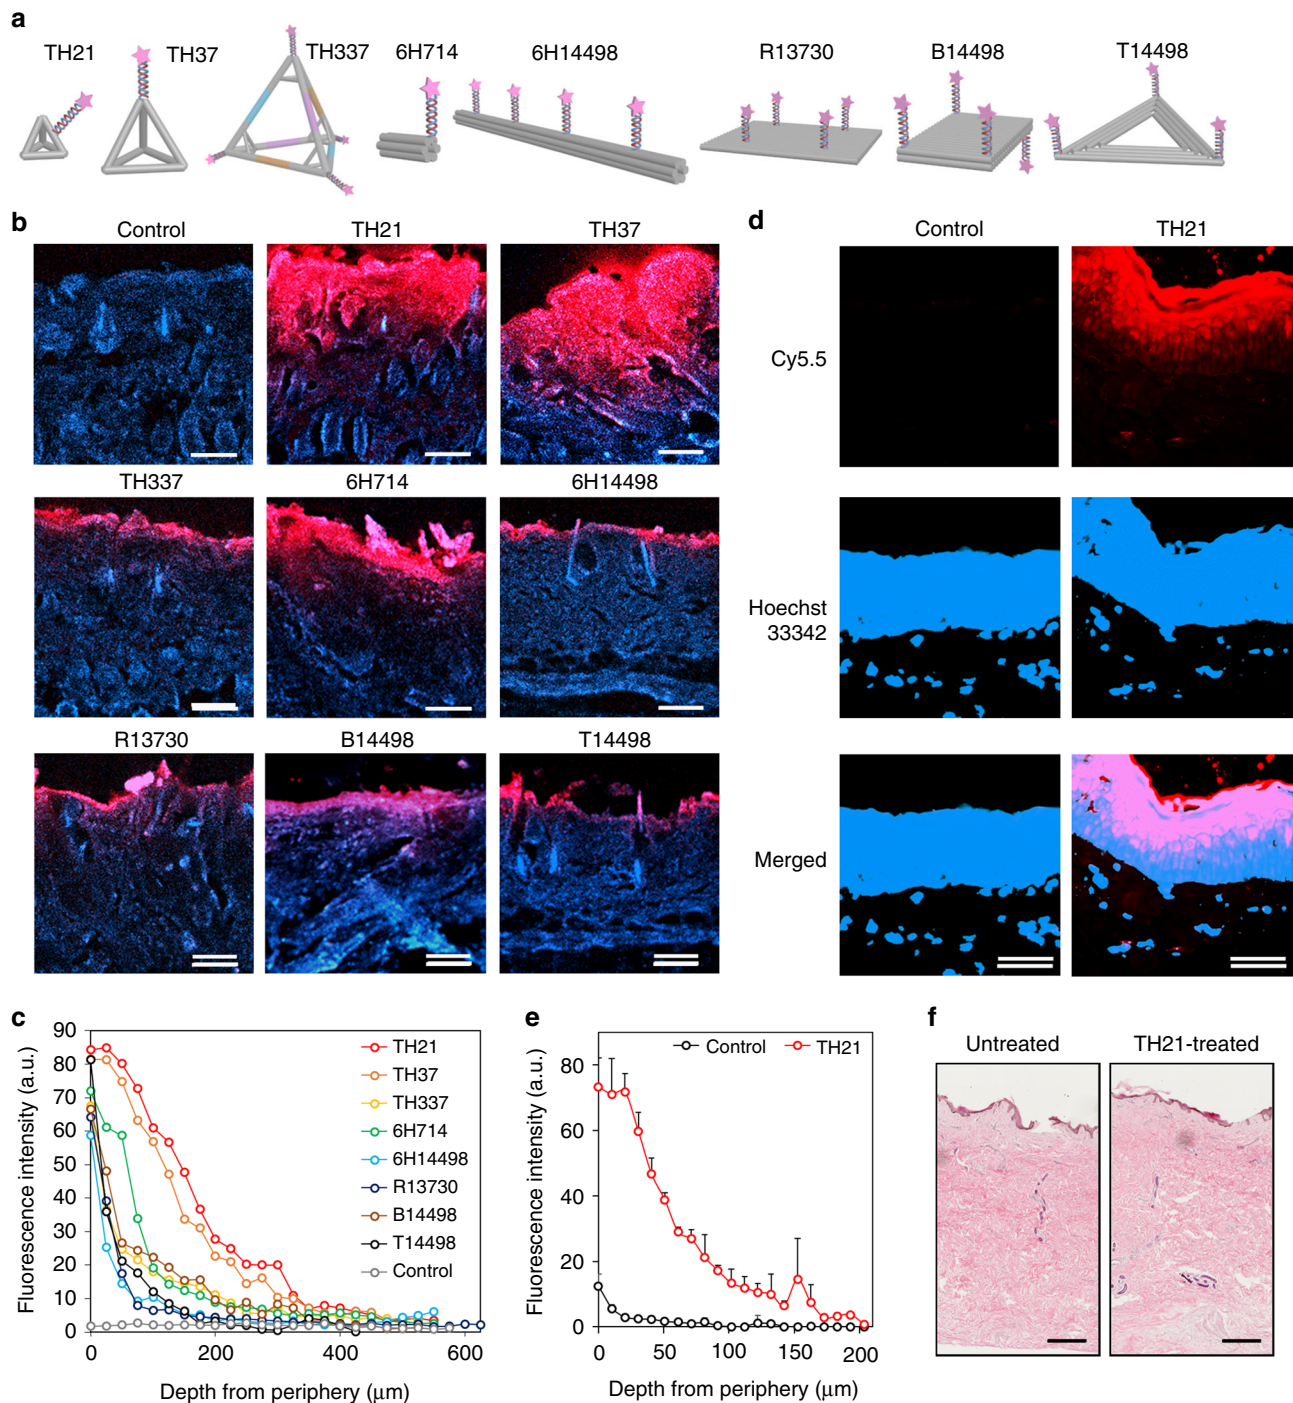 a
TH21
TH37
TH337
6H714
6H14498
R13730
B14498
T14498
b
Control
TH21
TH37
TH337
6H714
6H14498
R13730
B14498
T14498
d
Control
TH21
Cy5.5
Hoechst
33342
Merged
c
Fluorescence intensity (a.u.)
90
80
70
60
50
40
30
20
10
0
0
200
400
600
Depth from periphery (μm)
TH21
TH37
TH337
6H714
6H14498
R13730
B14498
T14498
Control
e
Fluorescence intensity (a.u.)
80
60
40
20
0
0
50
100
150
200
Depth from periphery (μm)
Control
TH21
f
Untreated
TH21-treated